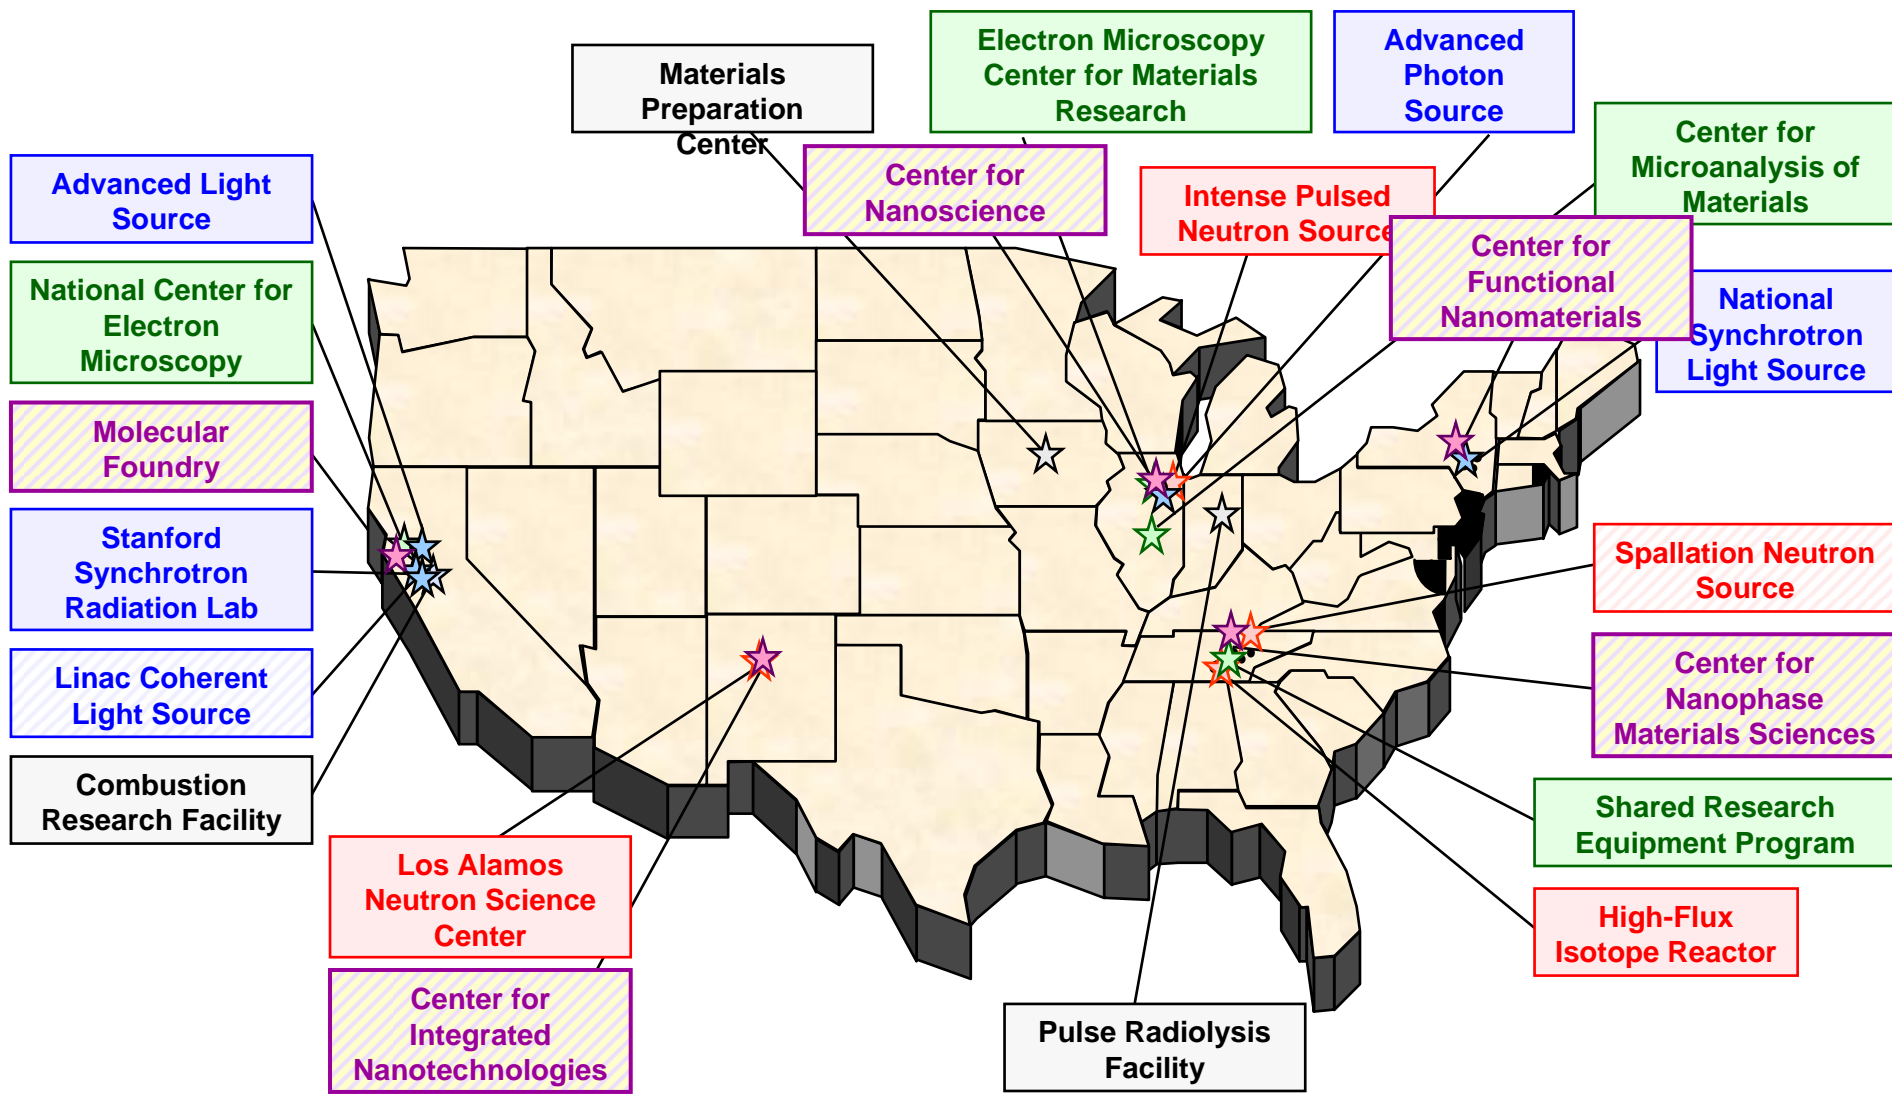 Materials
Preparation
Center
Electron Microscopy
Center for Materials
Research
Advanced
Photon
Source
Center for
Microanalysis of
Materials
Advanced Light
Source
Center for
Nanoscience
Intense Pulsed
Neutron Source
Center for
Functional
Nanomaterials
National
Synchrotron
Light Source
National Center for
Electron
Microscopy
Molecular
Foundry
Stanford
Synchrotron
Radiation Lab
Linac Coherent
Light Source
Combustion
Research Facility
Spallation Neutron
Source
Center for
Nanophase
Materials Sciences
Shared Research
Equipment Program
High-Flux
Isotope Reactor
Los Alamos
Neutron Science
Center
Center for
Integrated
Nanotechnologies
Pulse Radiolysis
Facility